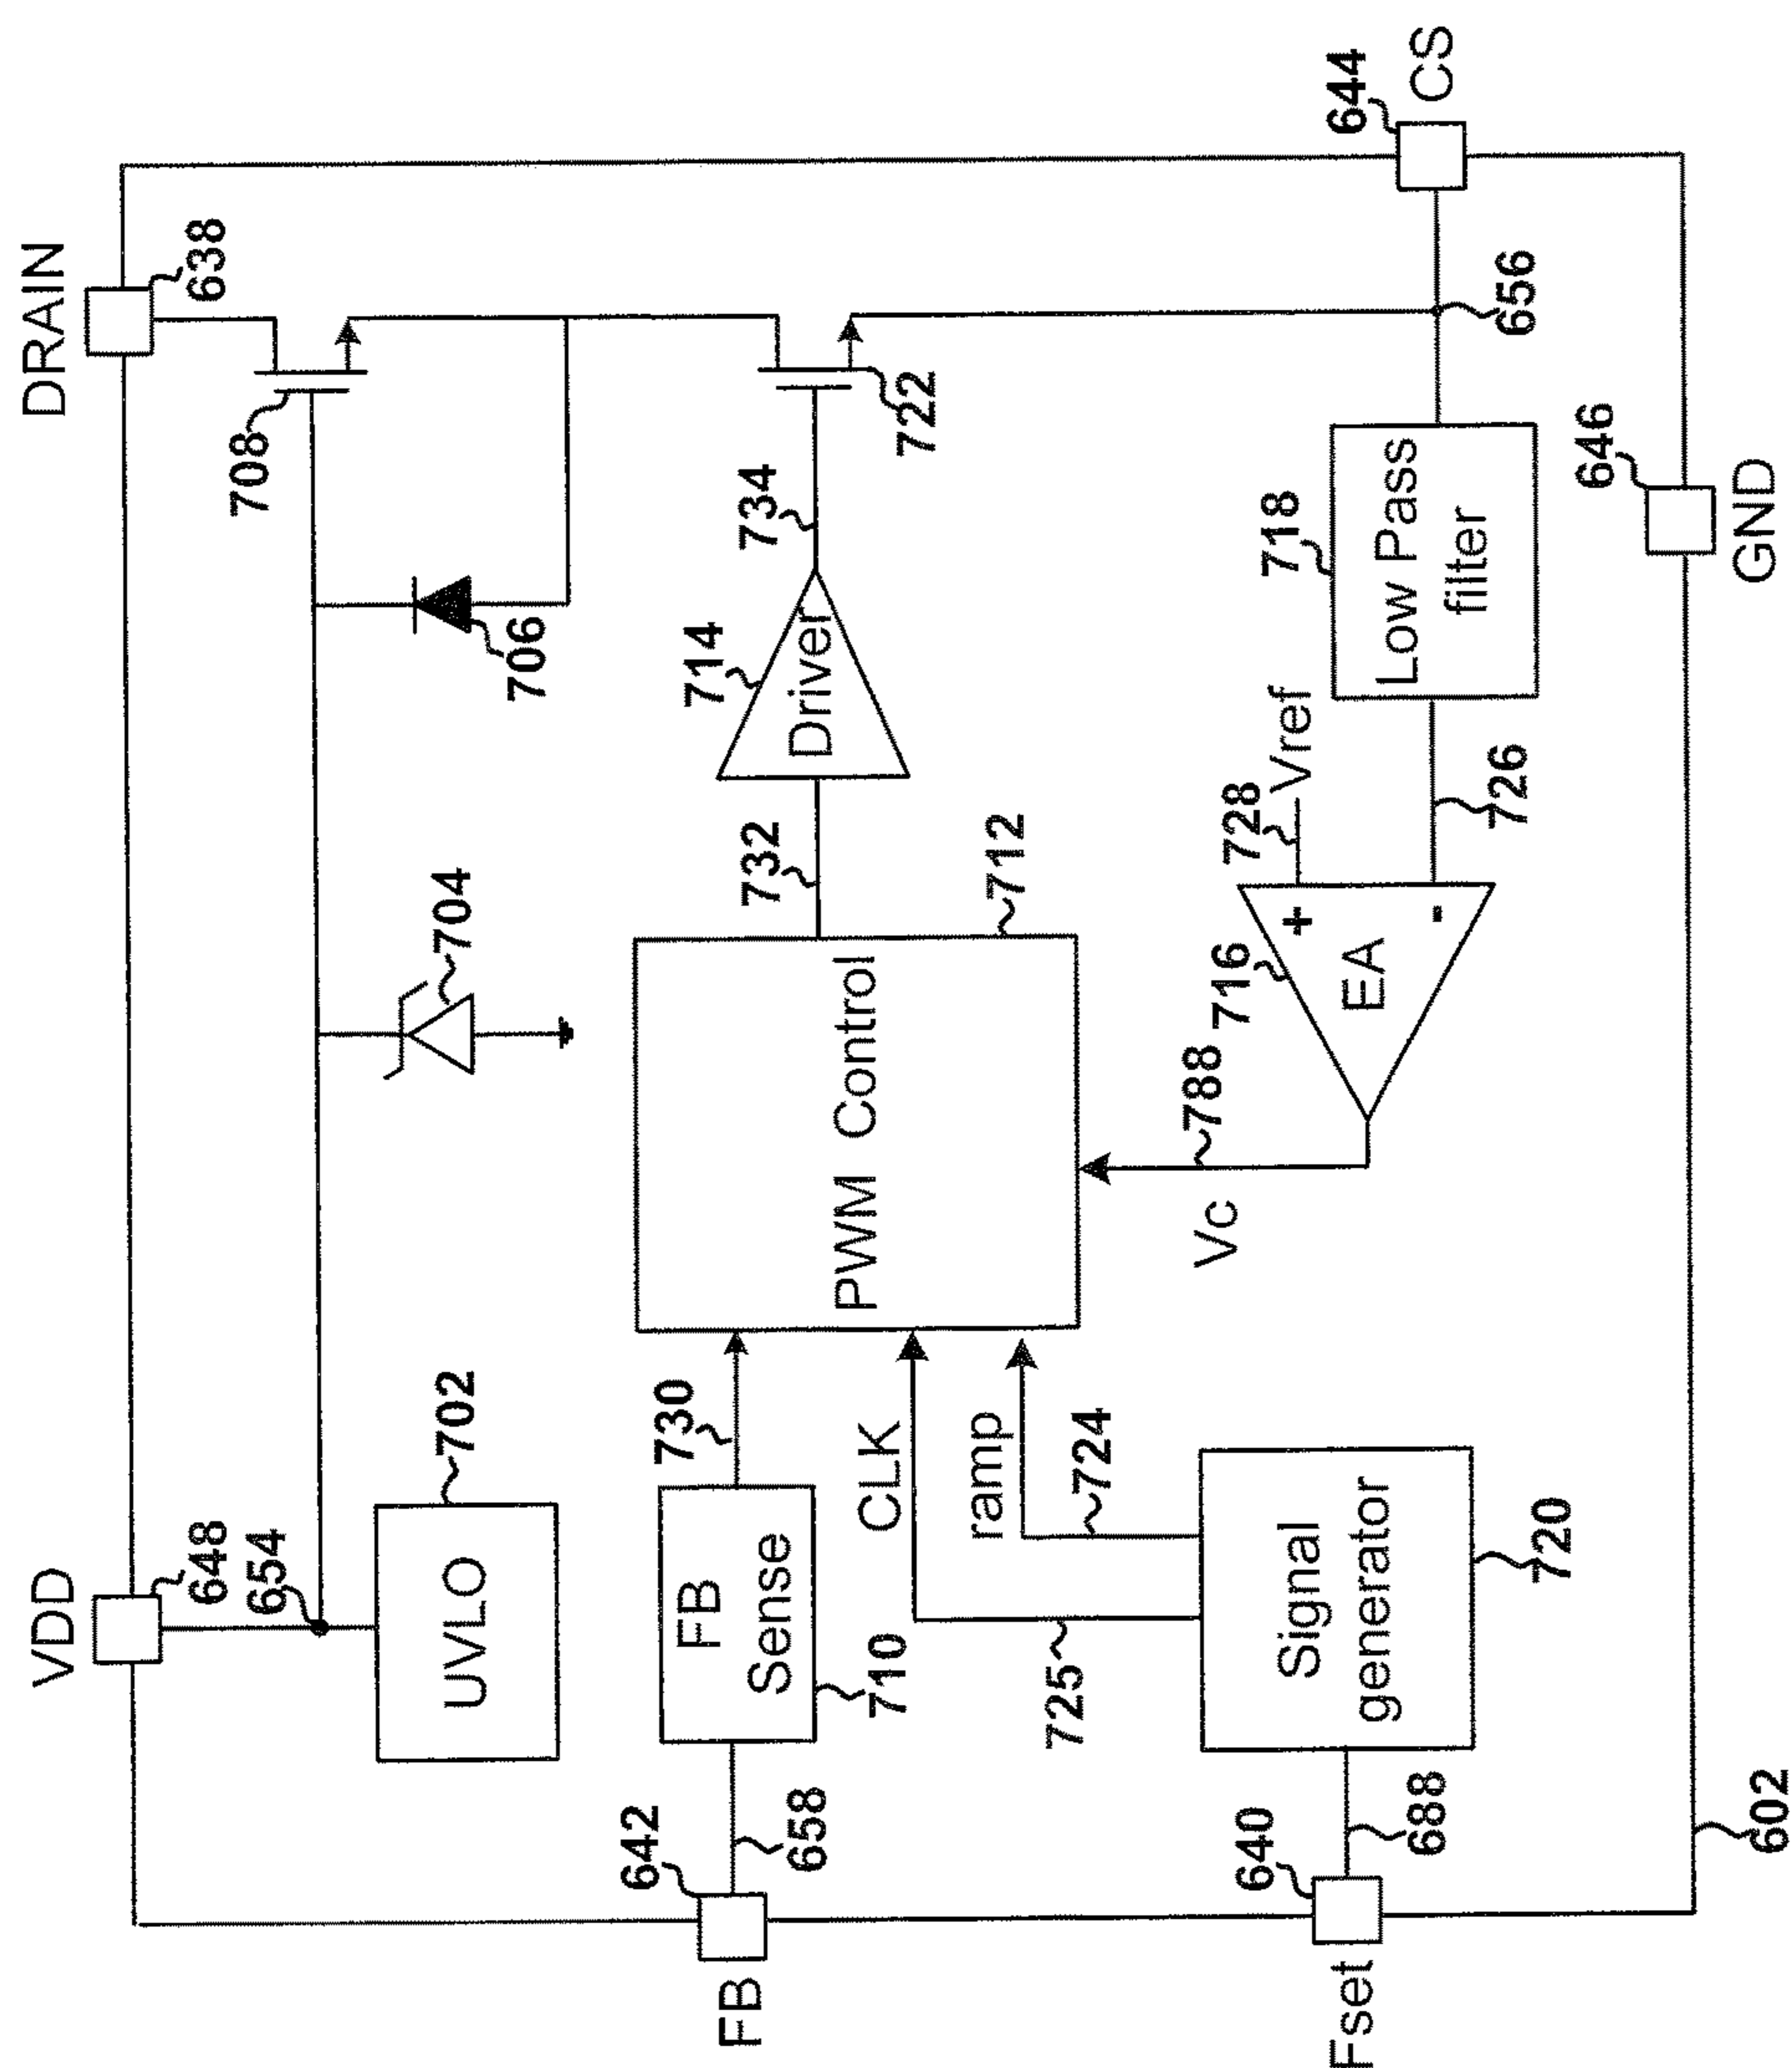 VDD
DRAIN
648
638
654
708
702
704
UVLO
706
FB
642
658
FB
Sense
710
730
PWM Control
712
732
714
Driver
734
722
CLK
ramp
725
724
Vc
788
716
EA
+
-
728
Vref
726
718
Low Pass
filter
656
644
CS
Fset
640
688
Signal
generator
720
602
646
GND